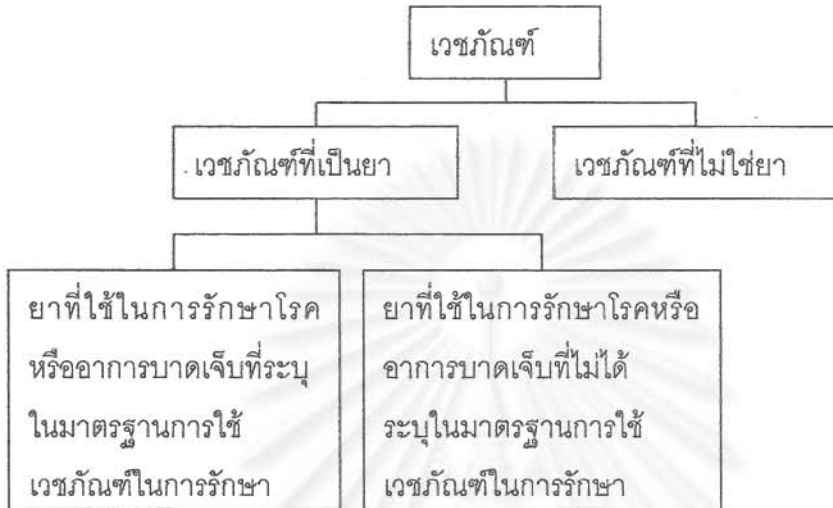 เวชภัณฑ์
เวชภัณฑ์ที่เป็นยา
เวชภัณฑ์ที่ไม่ใช่ยา
ยาที่ใช้ในการรักษาโรค
หรืออาการบาดเจ็บที่ระบุ
ในมาตรฐานการใช้
เวชภัณฑ์ในการรักษา
ยาที่ใช้ในการรักษาโรคหรือ
อาการบาดเจ็บที่ไม่ได้
ระบุในมาตรฐานการใช้
เวชภัณฑ์ในการรักษา